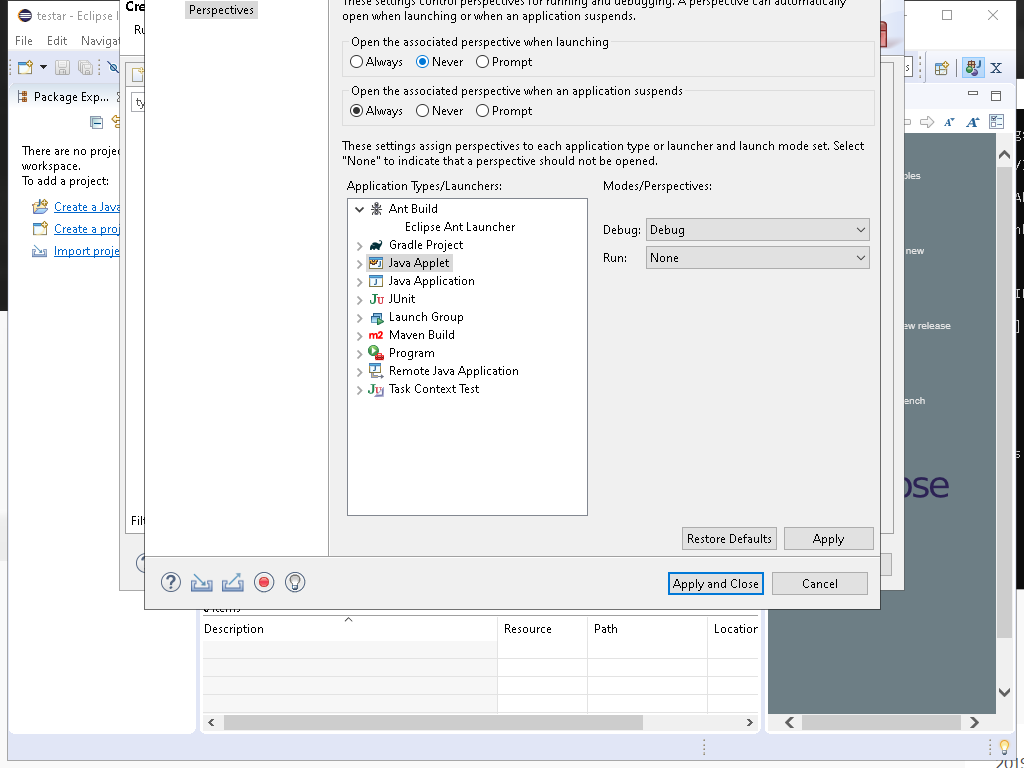 testar - Eclipse I
Cre
Perspectives
These settings control perspectives for running and debugging. A perspective can automatically
open when launching or when an application suspends.
File Edit Navigat
Ru
Open the associated perspective when launching
Always Never Prompt
Package Exp...
Open the associated perspective when an application suspends
ty
Always Never Prompt
There are no proje
workspace.
To add a project:
These settings assign perspectives to each application type or launcher and launch mode set. Select
"None" to indicate that a perspective should not be opened.
Create a Java
Create a proj
Import proje
Application Types/Launchers:
Modes/Perspectives:
Ant Build
Eclipse Ant Launcher
Gradle Project
Java Applet
Java Application
JUnit
Launch Group
Maven Build
Program
Remote Java Application
Task Context Test
Debug: Debug
Run: None
ples
new
ew release
ench
ose
Filt
Restore Defaults Apply
Apply and Close Cancel
Description Resource Path Location
2019